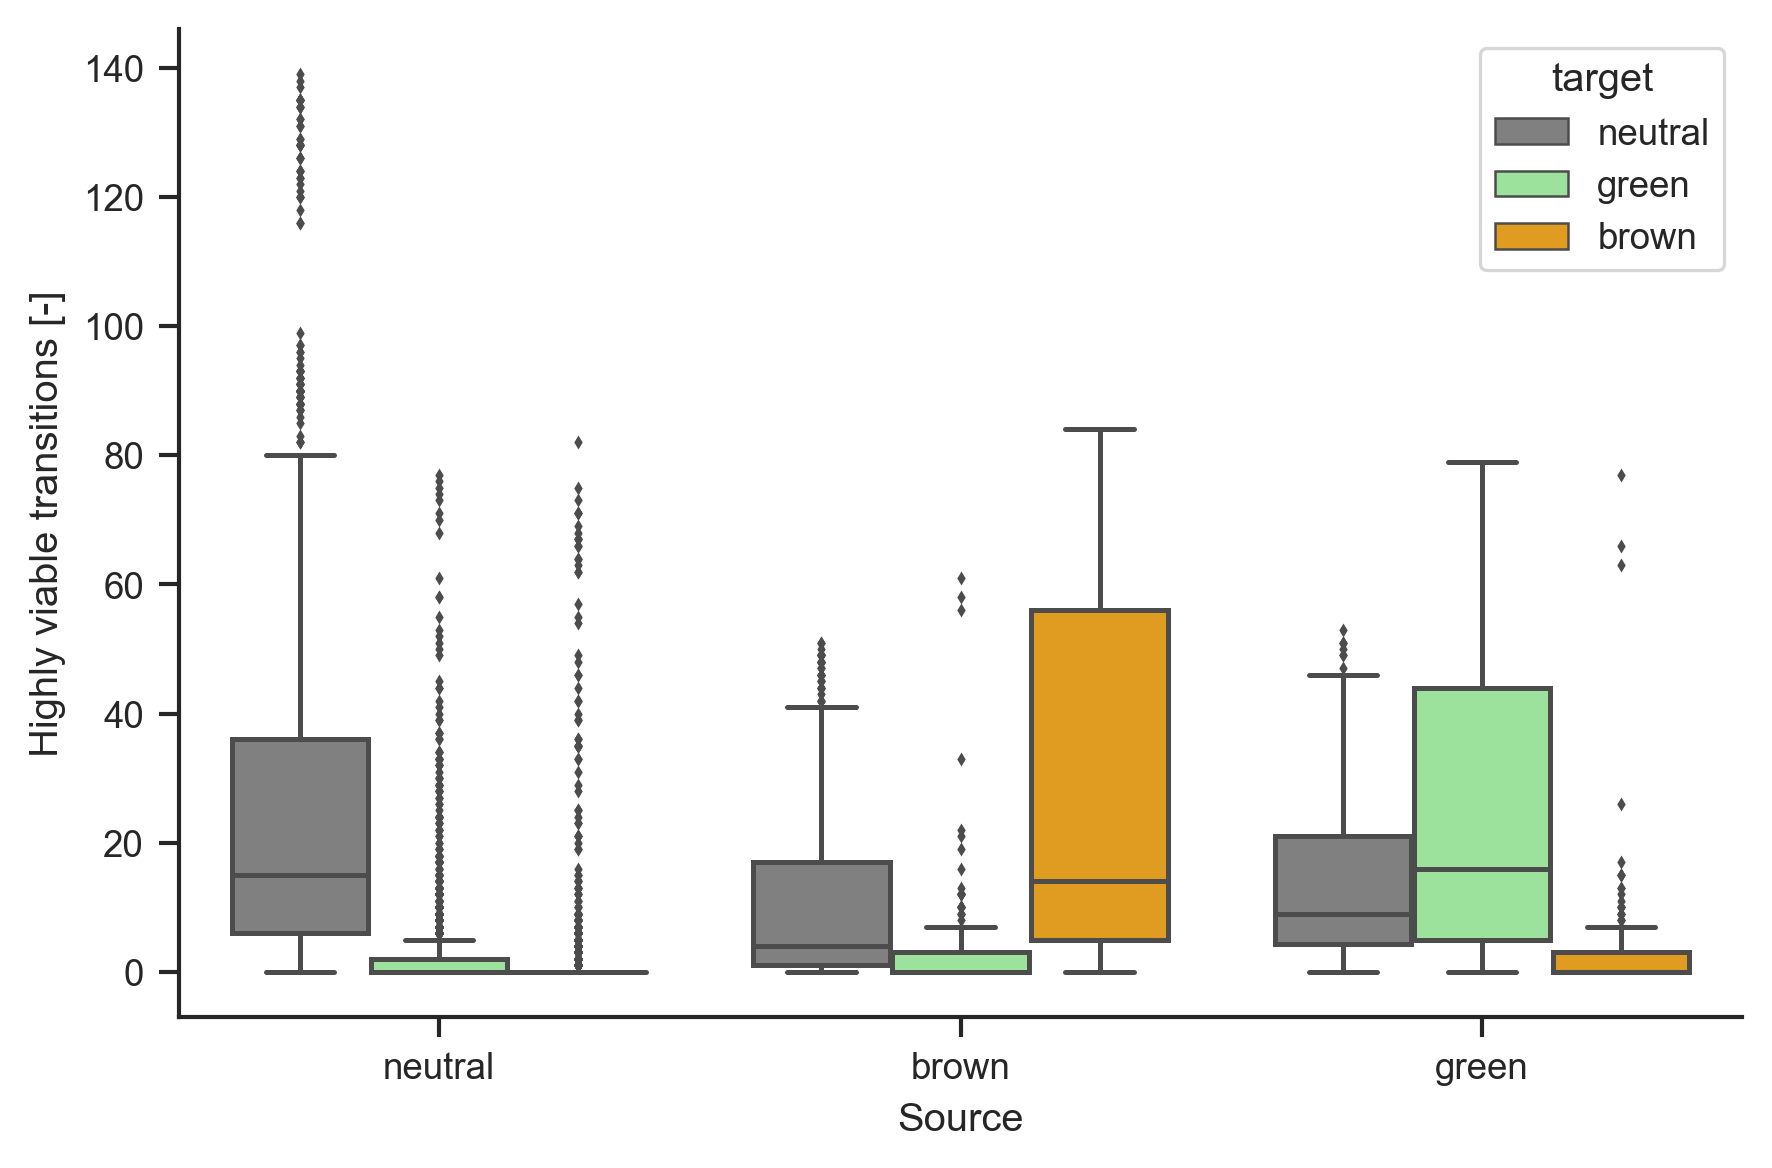 140
120
100
80
60
40
20
0
Highly viable transitions [-]
target
neutral
green
brown
neutral
brown
green
Source